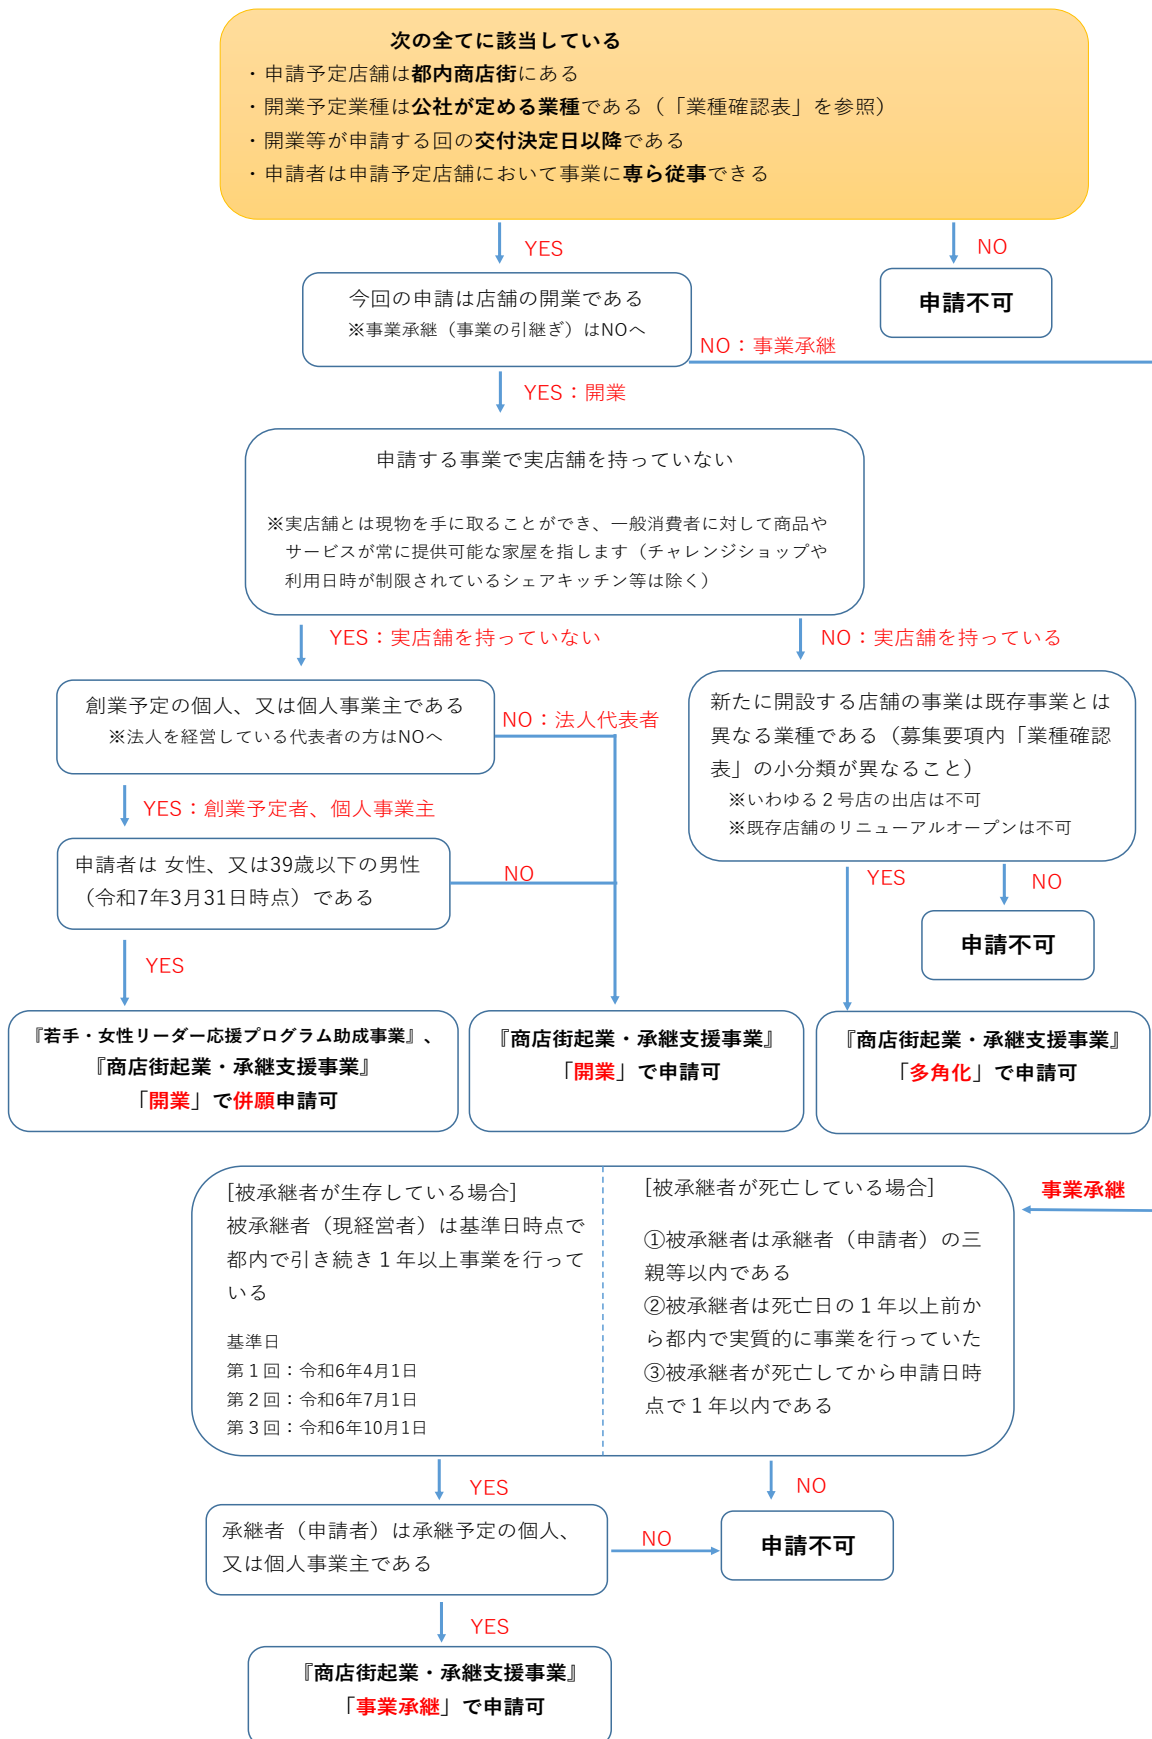 次の全てに該当している
・申請予定店舗は都内商店街にある
・開業予定業種は公社が定める業種である（「業種確認表」を参照）
・開業等が申請する回の交付決定日以降である
・申請者は申請予定店舗において事業に専ら従事できる
YES
NO
今回の申請は店舗の開業である
※事業承継（事業の引継ぎ）はNOへ
申請不可
NO：事業承継
YES：開業
申請する事業で実店舗を持っていない
※実店舗とは現物を手に取ることができ、一般消費者に対して商品や
サービスが常に提供可能な家屋を指します（チャレンジショップや
利用日時が制限されているシェアキッチン等は除く）
YES：実店舗を持っていない
NO：実店舗を持っている
創業予定の個人、又は個人事業主である
※法人を経営している代表者の方はNOへ
NO：法人代表者
新たに開設する店舗の事業は既存事業とは
異なる業種である（募集要項内「業種確認
表」の小分類が異なること）
※いわゆる２号店の出店は不可
※既存店舗のリニューアルオープンは不可
YES：創業予定者、個人事業主
申請者は 女性、又は39歳以下の男性
（令和7年3月31日時点）である
NO
YES
NO
申請不可
YES
『若手・女性リーダー応援プログラム助成事業』、
『商店街起業・承継支援事業』
「開業」で併願申請可
『商店街起業・承継支援事業』
「開業」で申請可
『商店街起業・承継支援事業』
「多角化」で申請可
事業承継
[被承継者が生存している場合]
被承継者（現経営者）は基準日時点で
都内で引き続き１年以上事業を行って
いる
基準日
第１回：令和6年4月1日
第２回：令和6年7月1日
第３回：令和6年10月1日
[被承継者が死亡している場合]
①被承継者は承継者（申請者）の三
親等以内である
②被承継者は死亡日の１年以上前か
ら都内で実質的に事業を行っていた
③被承継者が死亡してから申請日時
点で１年以内である
YES
NO
承継者（申請者）は承継予定の個人、
又は個人事業主である
NO
申請不可
YES
『商店街起業・承継支援事業』
「事業承継」で申請可